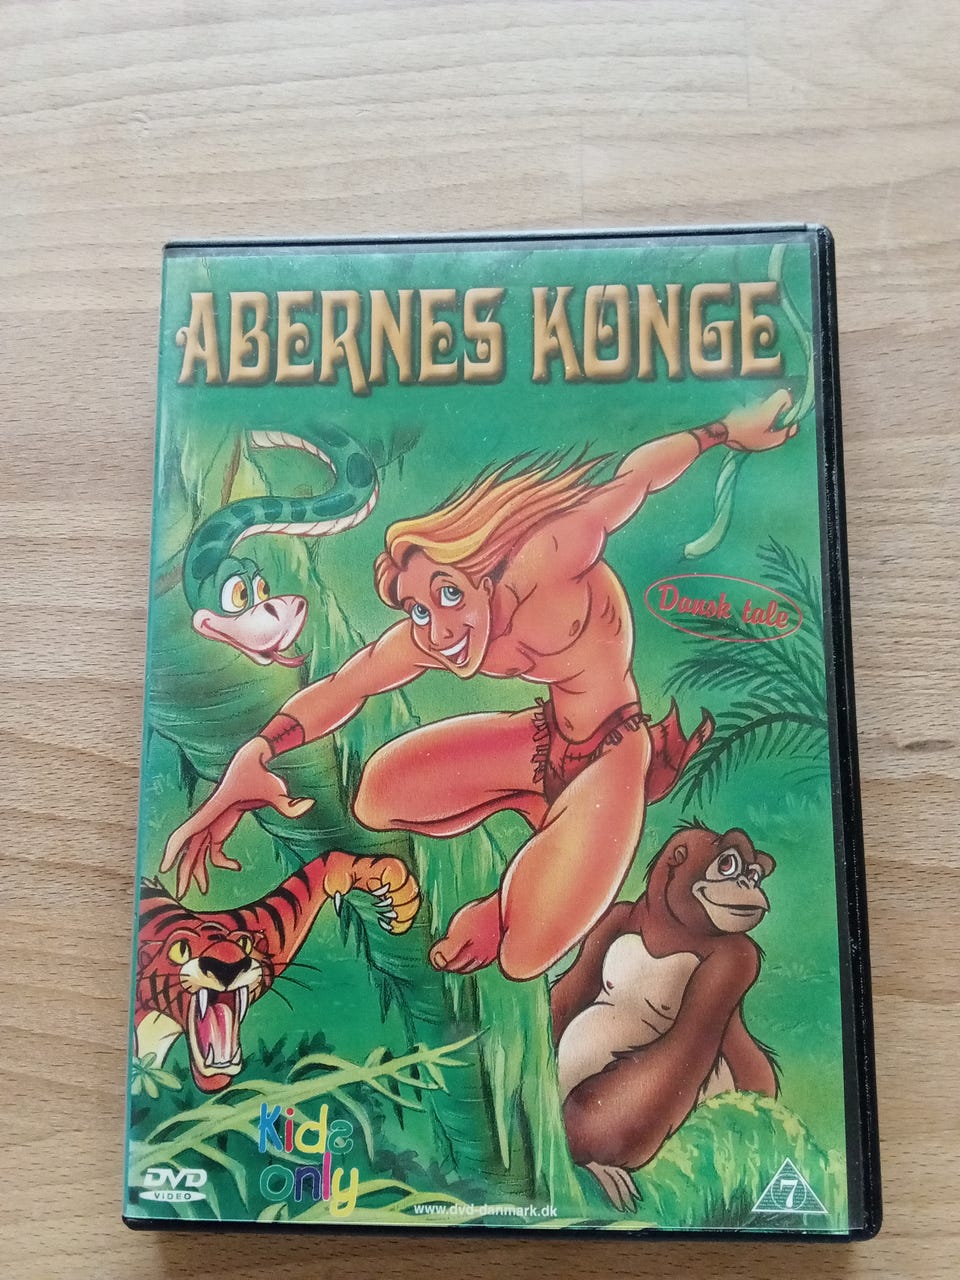 ABERNES KONGE
Dansk tale
Kids
only
DVD
VIDEO
www.dvd-danmark.dk
7